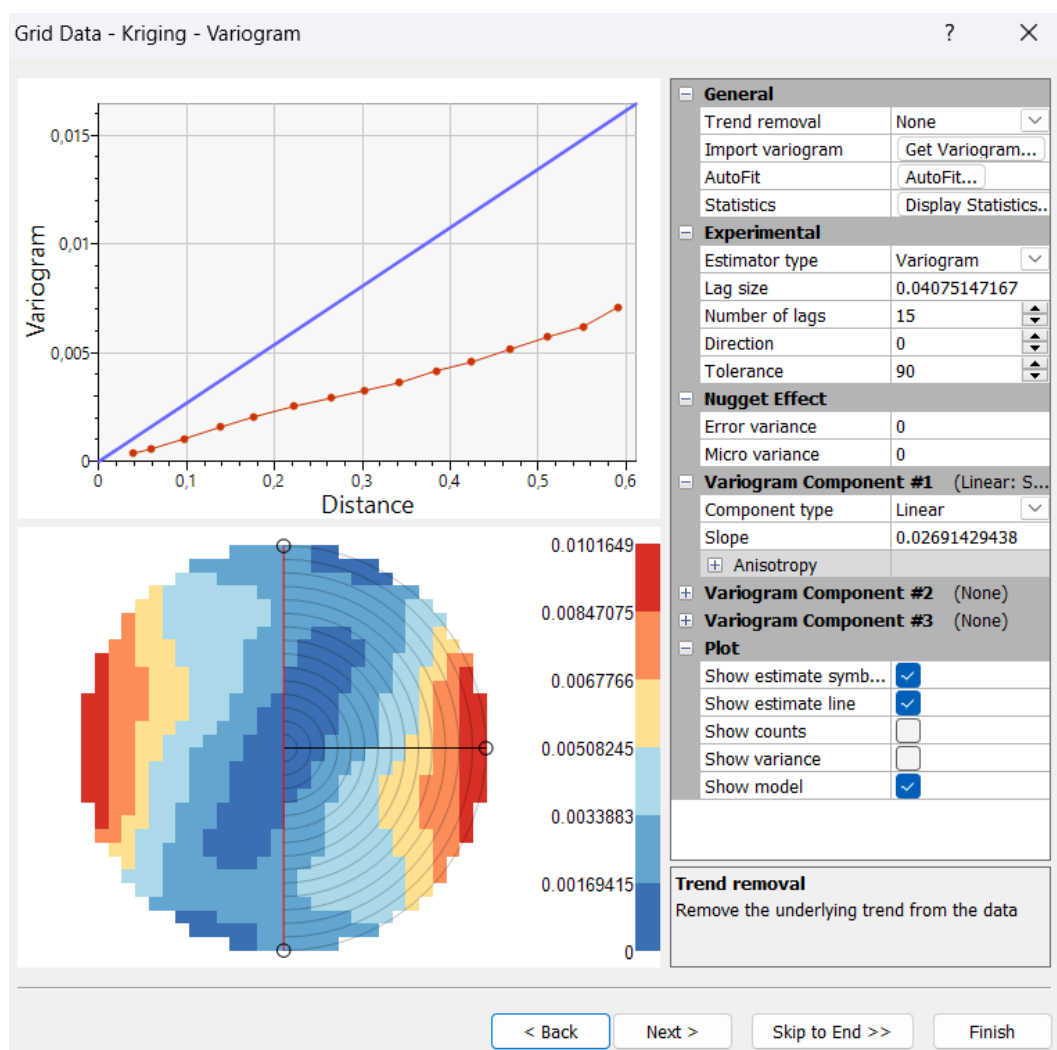 Grid Data - Kriging - Variogram ?
0,015
0,01
0,005
0
Variogram
0 0,1 0,2 0,3 0,4 0,5 0,6
Distance
0.0101649
0.00847075
0.0067766
0.00508245
0.0033883
0.00169415
0
General
Trend removal None
Import variogram Get Variogram...
AutoFit AutoFit...
Statistics Display Statistics..
Experimental
Estimator type Variogram
Lag size 0.04075147167
Number of lags 15
Direction 0
Tolerance 90
Nugget Effect
Error variance 0
Micro variance 0
Variogram Component #1 (Linear: S...
Component type Linear
Slope 0.02691429438
Anisotropy
Variogram Component #2 (None)
Variogram Component #3 (None)
Plot
Show estimate symb...
Show estimate line
Show counts
Show variance
Show model
Trend removal
Remove the underlying trend from the data
< Back Next > Skip to End >> Finish